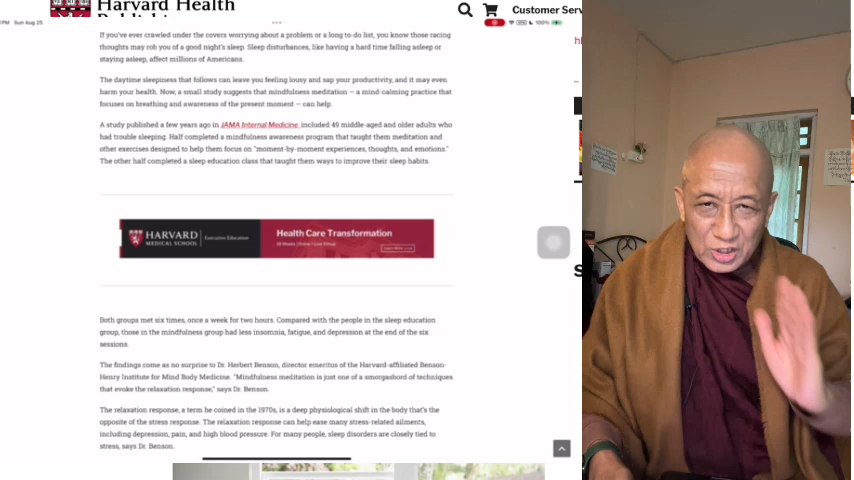 Harvard Health
Customer Serv
PM Sun Aug 25
100%
If you've ever crawled under the covers worrying about a problem or a long to-do list, you know those racing
thoughts may rob you of a good night's sleep. Sleep disturbances, like having a hard time falling asleep or
staying asleep, affect millions of Americans.
The daytime sleepiness that follows can leave you feeling lousy and sap your productivity, and it may even
harm your health. Now, a small study suggests that mindfulness meditation — a mind-calming practice that
focuses on breathing and awareness of the present moment — can help.
A study published a few years ago in JAMA Internal Medicine included 49 middle-aged and older adults who
had trouble sleeping. Half completed a mindfulness awareness program that taught them meditation and
other exercises designed to help them focus on "moment-by-moment experiences, thoughts, and emotions."
The other half completed a sleep education class that taught them ways to improve their sleep habits.
HARVARD
MEDICAL SCHOOL
Executive Education
Health Care Transformation
Both groups met six times, once a week for two hours. Compared with the people in the sleep education
group, those in the mindfulness group had less insomnia, fatigue, and depression at the end of the six
sessions.
The findings come as no surprise to Dr. Herbert Benson, director emeritus of the Harvard-affiliated Benson-
Henry Institute for Mind Body Medicine. "Mindfulness meditation is just one of a smorgasbord of techniques
that evoke the relaxation response," says Dr. Benson.
The relaxation response, a term he coined in the 1970s, is a deep physiological shift in the body that's the
opposite of the stress response. The relaxation response can help ease many stress-related ailments,
including depression, pain, and high blood pressure. For many people, sleep disorders are closely tied to
stress, says Dr. Benson.